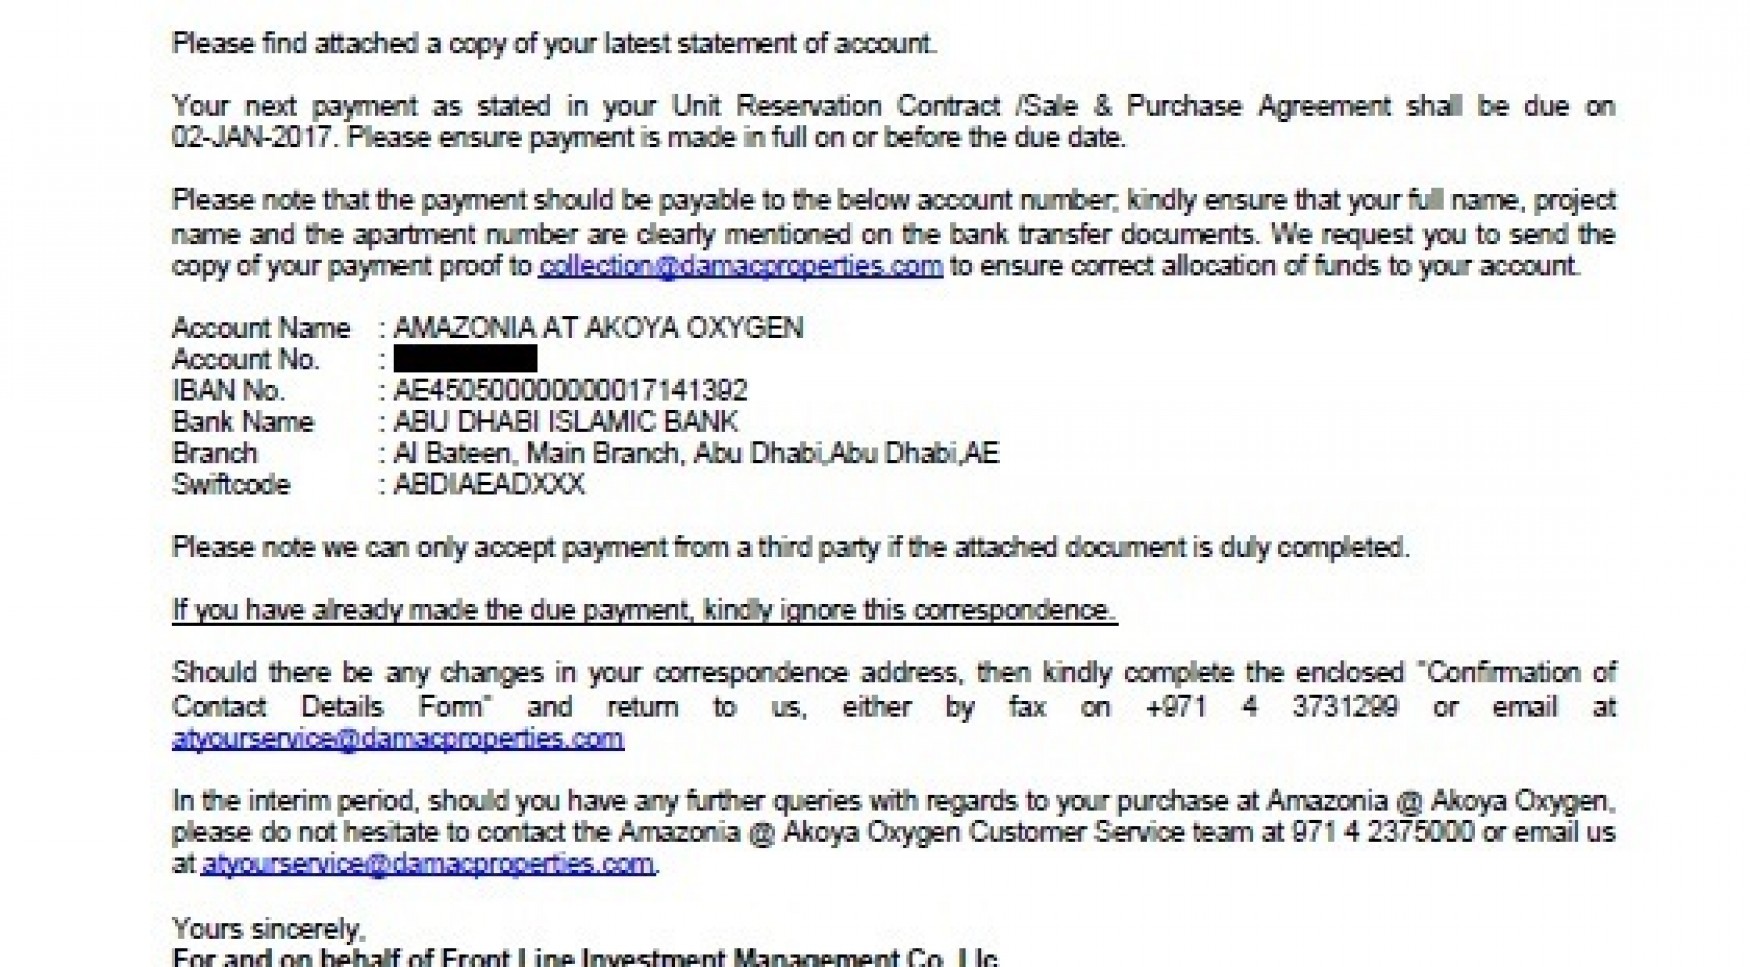 Please find attached a copy of your latest statement of account.
Your next payment as stated in your Unit Reservation Contract /Sale & Purchase Agreement shall be due on
02-JAN-2017. Please ensure payment is made in full on or before the due date.
Please note that the payment should be payable to the below account number; kindly ensure that your full name, project
name and the apartment number are clearly mentioned on the bank transfer documents. We request you to send the
copy of your payment proof to collection@damacproperties.com to ensure correct allocation of funds to your account.
Account Name : AMAZONIA AT AKOYA OXYGEN
Account No. :
IBAN No. : AE450500000000017141392
Bank Name : ABU DHABI ISLAMIC BANK
Branch : Al Bateen, Main Branch, Abu Dhabi,Abu Dhabi,AE
Swiftcode : ABDIAEADXXX
Please note we can only accept payment from a third party if the attached document is duly completed.
If you have already made the due payment, kindly ignore this correspondence.
Should there be any changes in your correspondence address, then kindly complete the enclosed "Confirmation of
Contact Details Form" and return to us, either by fax on +971 4 3731299 or email at
atyourservice@damacproperties.com
In the interim period, should you have any further queries with regards to your purchase at Amazonia @ Akoya Oxygen,
please do not hesitate to contact the Amazonia @ Akoya Oxygen Customer Service team at 971 4 2375000 or email us
at atyourservice@damacproperties.com.
Yours sincerely,
For and on behalf of Front Line Investment Management Co. Llc